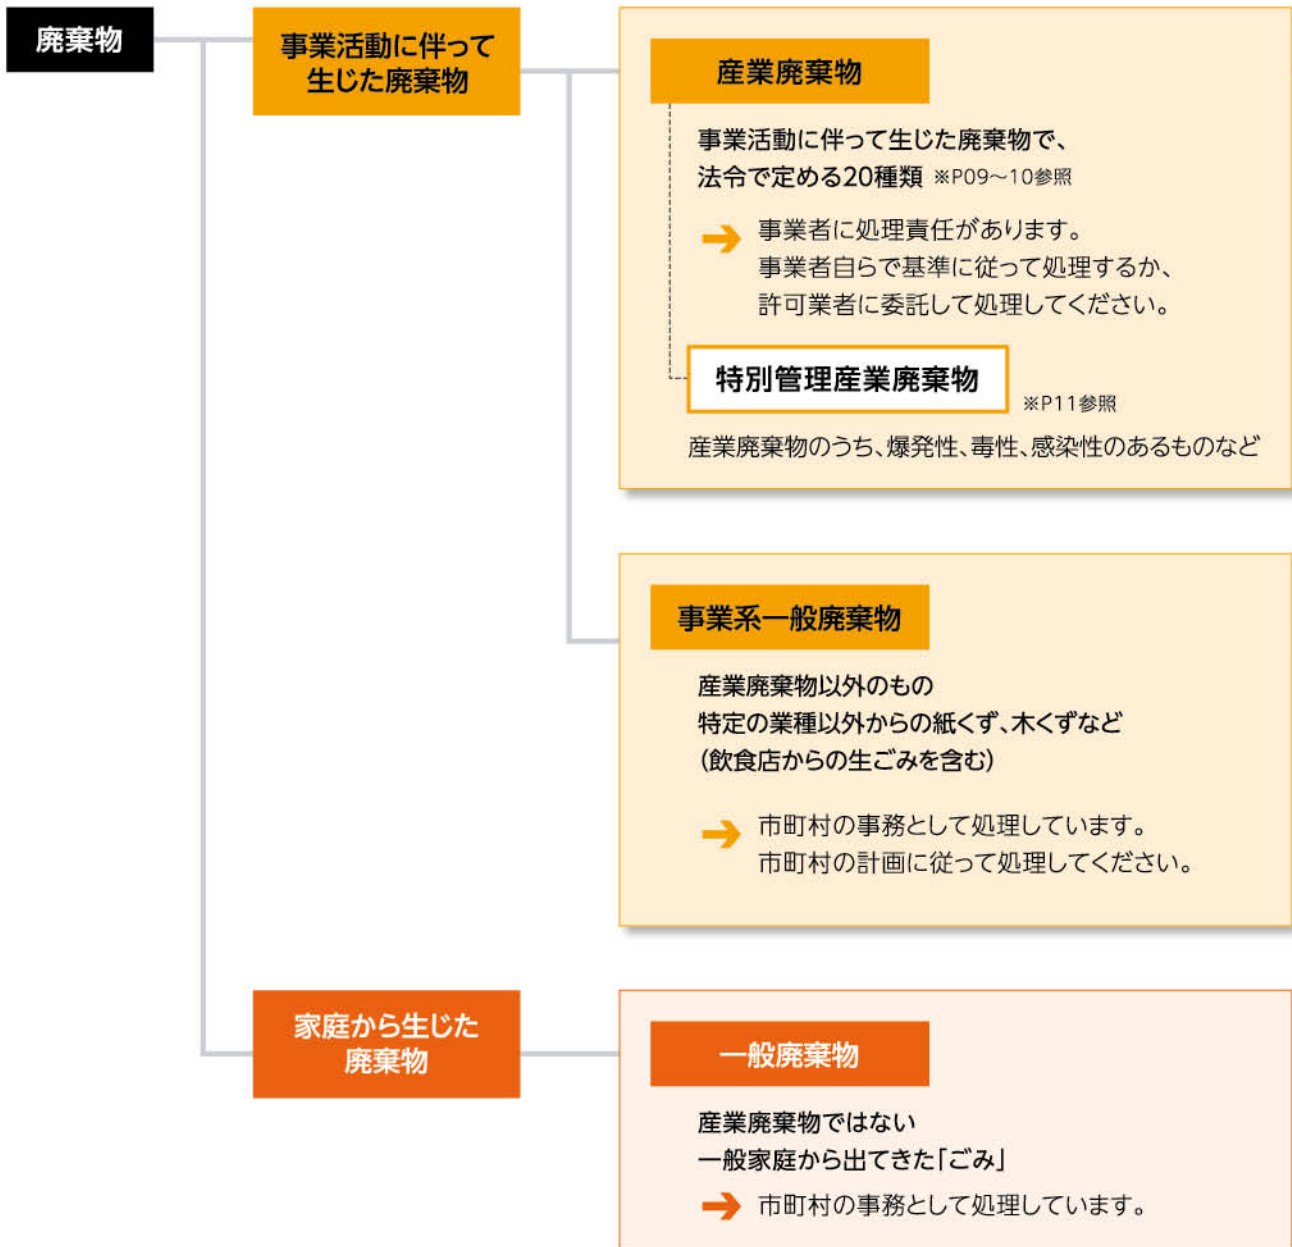 廃棄物
事業活動に伴って
生じた廃棄物
産業廃棄物
事業活動に伴って生じた廃棄物で、
法令で定める20種類 ※P09～10参照
➔ 事業者に処理責任があります。
事業者自らで基準に従って処理するか、
許可業者に委託して処理してください。
特別管理産業廃棄物
※P11参照
産業廃棄物のうち、爆発性、毒性、感染性のあるものなど
事業系一般廃棄物
産業廃棄物以外のもの
特定の業種以外からの紙くず、木くずなど
（飲食店からの生ごみを含む）
➔ 市町村の事務として処理しています。
市町村の計画に従って処理してください。
家庭から生じた
廃棄物
一般廃棄物
産業廃棄物ではない
一般家庭から出てきた「ごみ」
➔ 市町村の事務として処理しています。